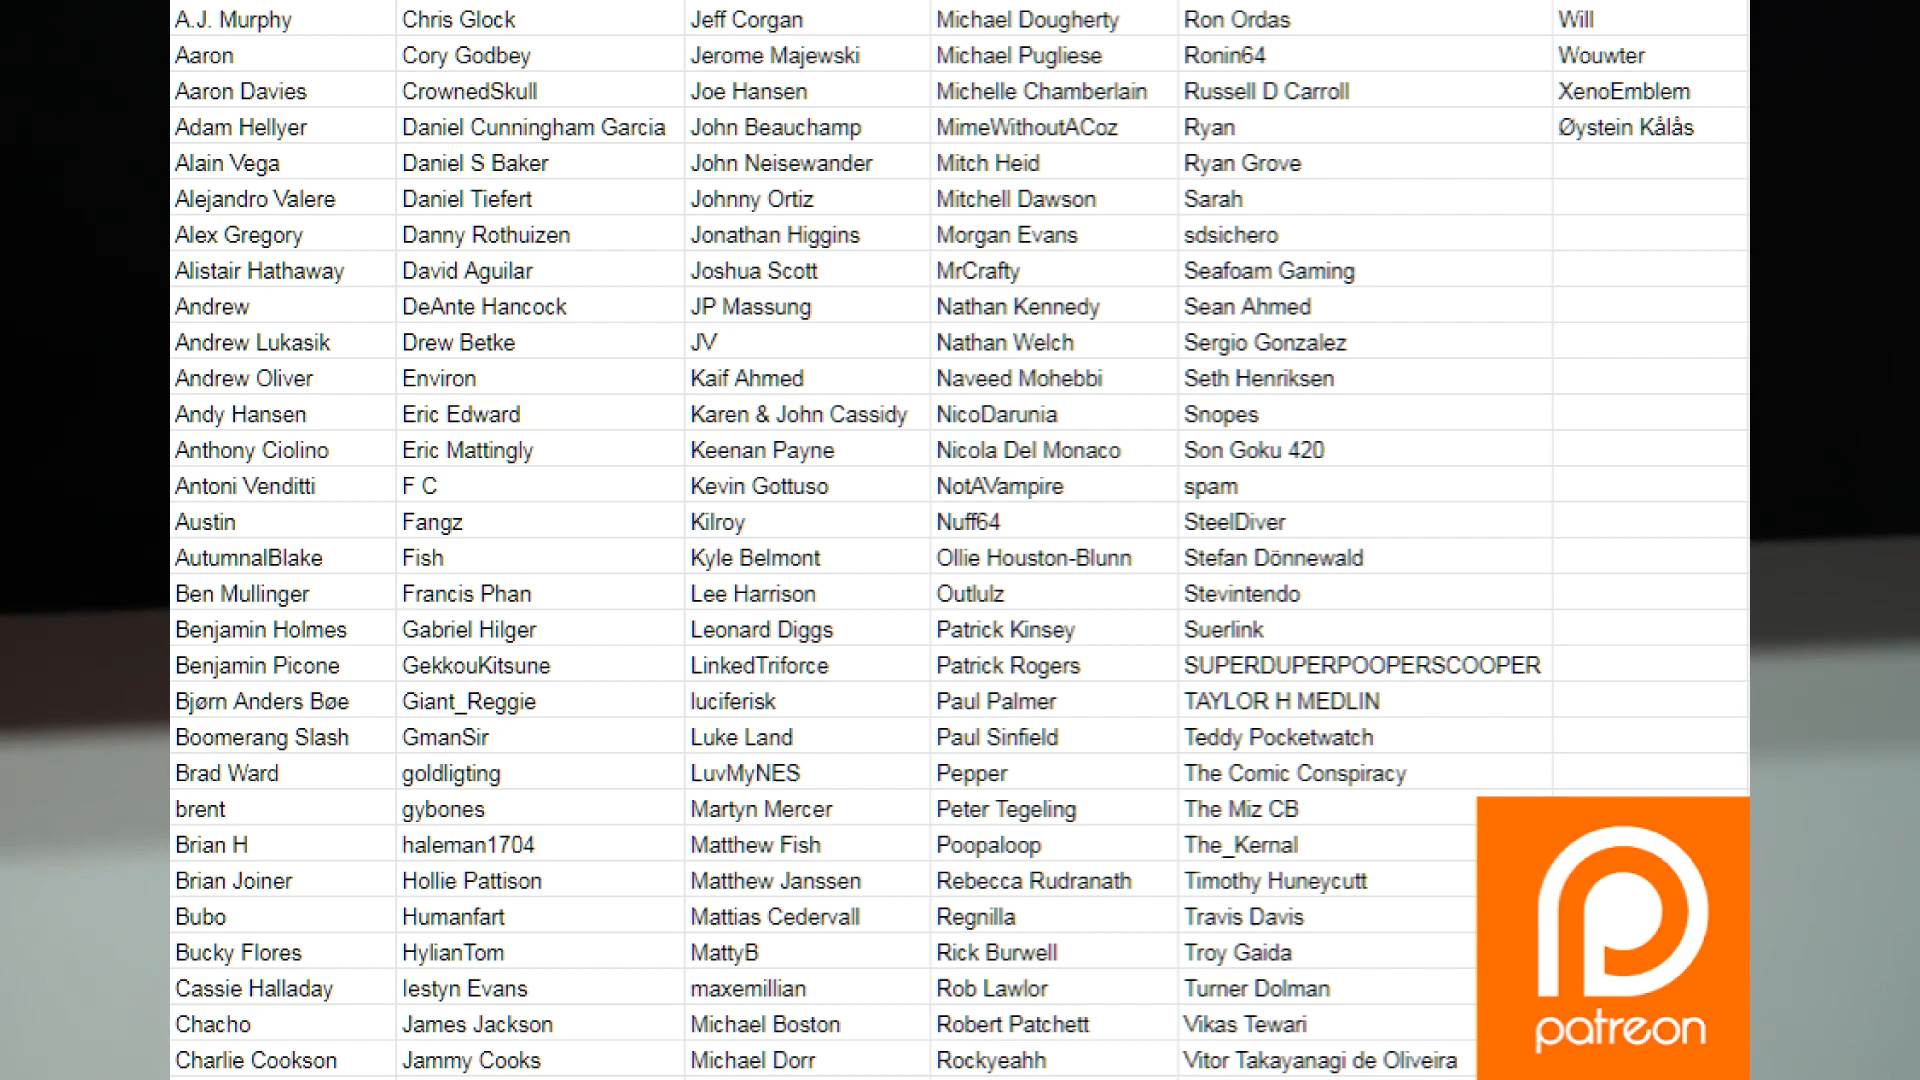 A.J. Murphy
Aaron
Aaron Davies
Adam Hellyer
Alain Vega
Alejandro Valere
Alex Gregory
Alistair Hathaway
Andrew
Andrew Lukasik
Andrew Oliver
Andy Hansen
Anthony Ciolino
Antoni Venditti
Austin
AutumnalBlake
Ben Mullinger
Benjamin Holmes
Benjamin Picone
Bjørn Anders Bøe
Boomerang Slash
Brad Ward
brent
Brian H
Brian Joiner
Bubo
Bucky Flores
Cassie Halladay
Chacho
Charlie Cookson
Chris Glock
Cory Godbey
CrownedSkull
Daniel Cunningham Garcia
Daniel S Baker
Daniel Tiefert
Danny Rothuizen
David Aguilar
DeAnte Hancock
Drew Betke
Environ
Eric Edward
Eric Mattingly
F C
Fangz
Fish
Francis Phan
Gabriel Hilger
GekkouKitsune
Giant_Reggie
GmanSir
goldligting
gybones
haleman1704
Hollie Pattison
Humanfart
HylianTom
Iestyn Evans
James Jackson
Jammy Cooks
Jeff Corgan
Jerome Majewski
Joe Hansen
John Beauchamp
John Neisewander
Johnny Ortiz
Jonathan Higgins
Joshua Scott
JP Massung
JV
Kaif Ahmed
Karen & John Cassidy
Keenan Payne
Kevin Gottuso
Kilroy
Kyle Belmont
Lee Harrison
Leonard Diggs
LinkedTriforce
luciferisk
Luke Land
LuvMyNES
Martyn Mercer
Matthew Fish
Matthew Janssen
Mattias Cedervall
MattyB
maxemillian
Michael Boston
Michael Dorr
Michael Dougherty
Michael Pugliese
Michelle Chamberlain
MimeWithoutACoz
Mitch Heid
Mitchell Dawson
Morgan Evans
MrCrafty
Nathan Kennedy
Nathan Welch
Naveed Mohebbi
NicoDarunia
Nicola Del Monaco
NotAVampire
Nuff64
Ollie Houston-Blunn
Outlulz
Patrick Kinsey
Patrick Rogers
Paul Palmer
Paul Sinfield
Pepper
Peter Tegeling
Poopaloop
Rebecca Rudranath
Regnilla
Rick Burwell
Rob Lawlor
Robert Patchett
Rockyeahh
Ron Ordas
Ronin64
Russell D Carroll
Ryan
Ryan Grove
Sarah
sdsichero
Seafoam Gaming
Sean Ahmed
Sergio Gonzalez
Seth Henriksen
Snopes
Son Goku 420
spam
SteelDiver
Stefan Dönnewald
Stevintendo
Suerlink
SUPERDUPERPOOPERSCOOPER
TAYLOR H MEDLIN
Teddy Pocketwatch
The Comic Conspiracy
The Miz CB
The_Kernal
Timothy Huneycutt
Travis Davis
Troy Gaida
Turner Dolman
Vikas Tewari
Vitor Takayanagi de Oliveira
Will
Wouwter
XenoEmblem
Øystein Kålås
patreon